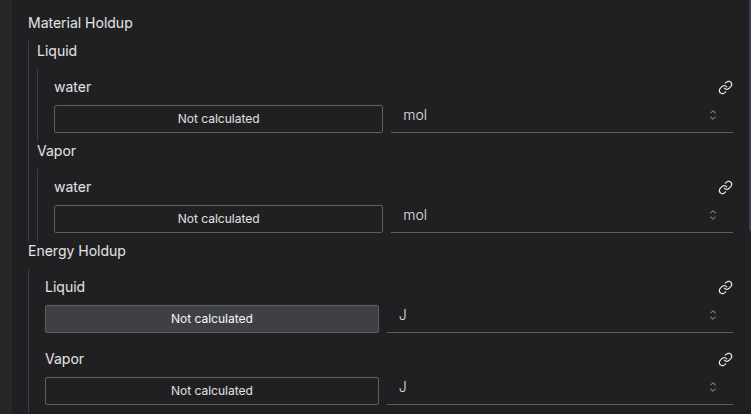 Material Holdup
Liquid
water
Not calculated mol
Vapor
water
Not calculated mol
Energy Holdup
Liquid
Not calculated J
Vapor
Not calculated J